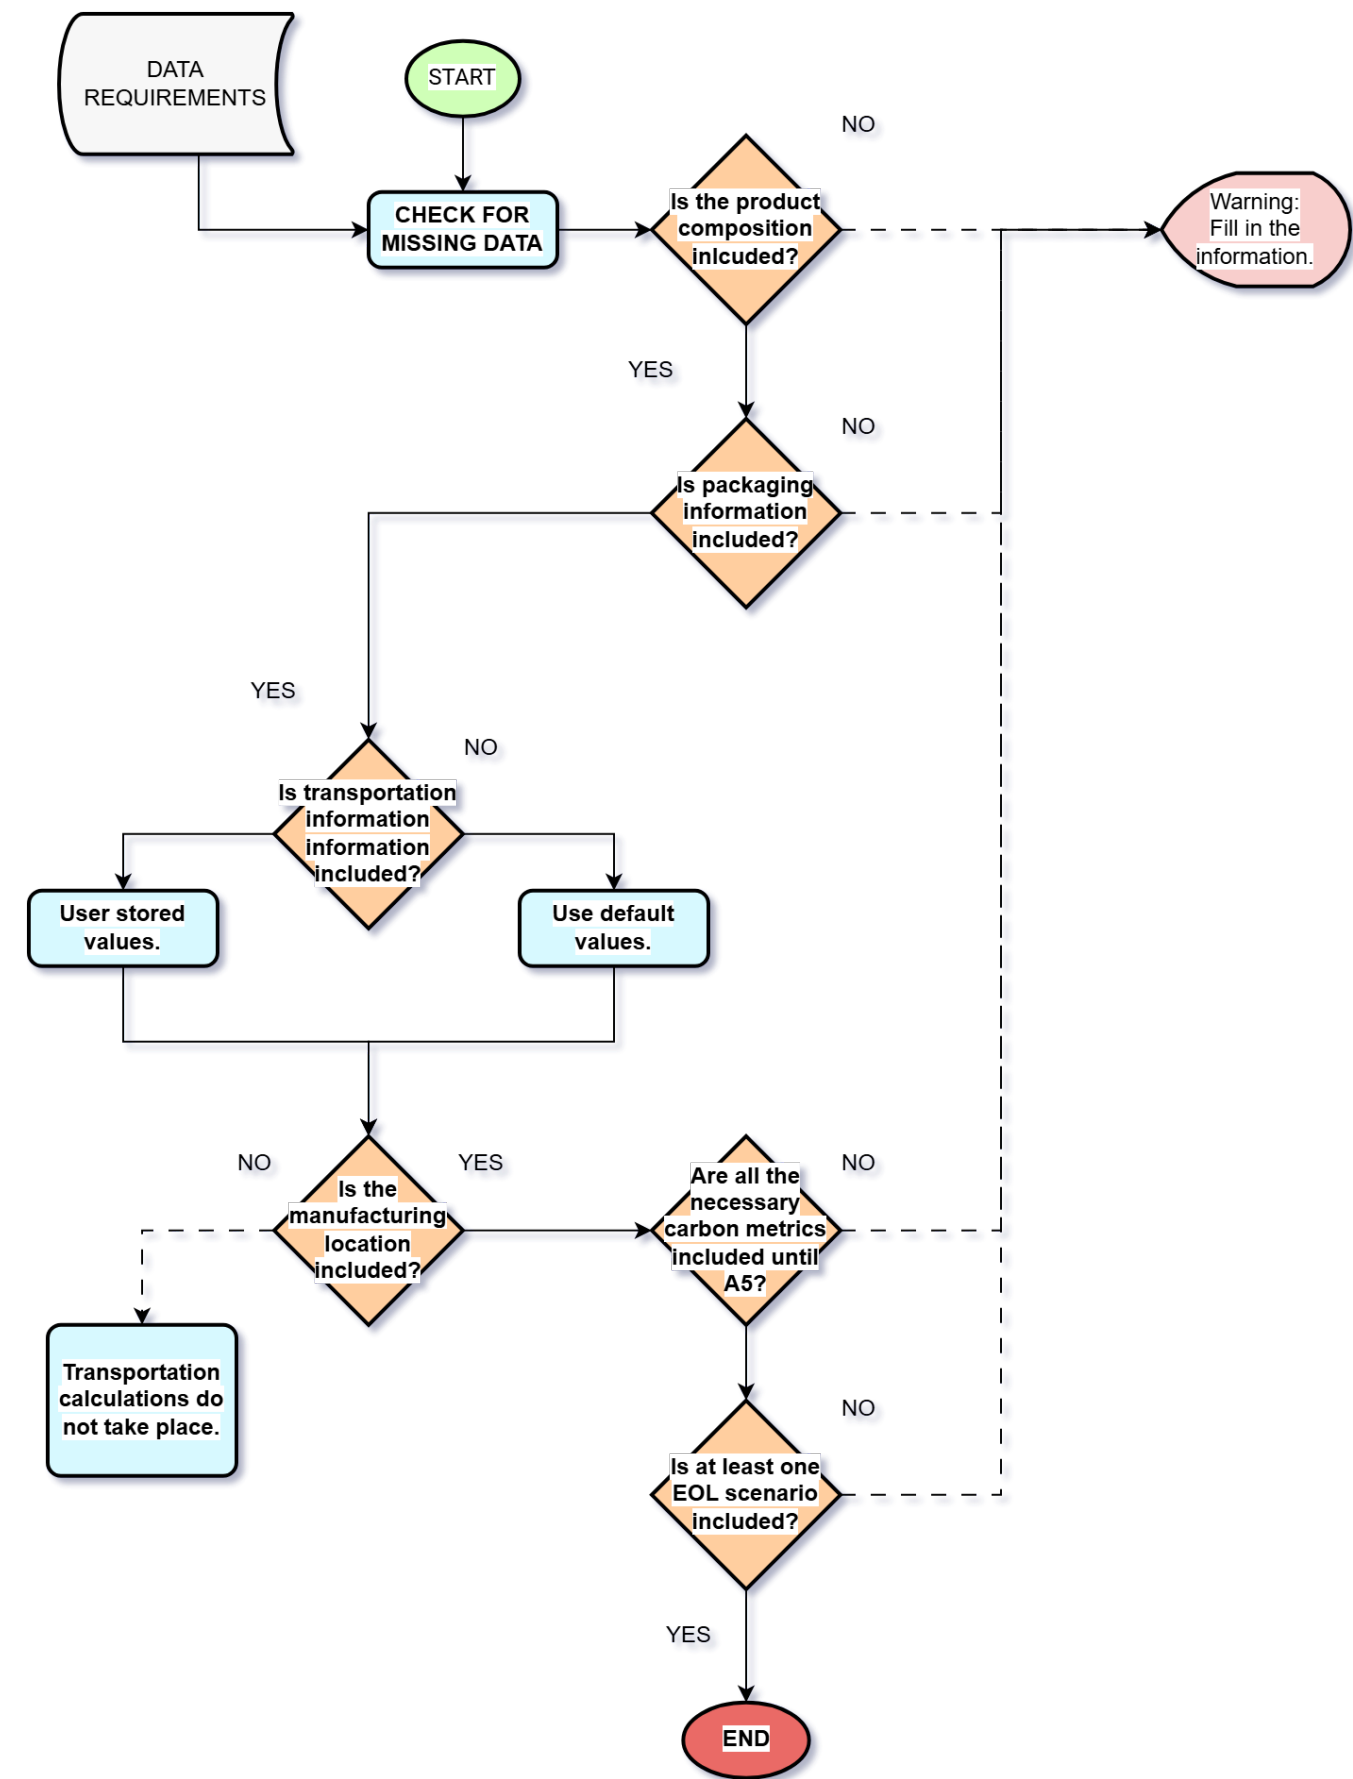 DATA
REQUIREMENTS
START
CHECK FOR
MISSING DATA
Is the product
composition
inlcuded?
NO
Warning:
Fill in the
information.
YES
Is packaging
information
included?
NO
YES
Is transportation
information
information
included?
NO
User stored
values.
Use default
values.
NO
Is the
manufacturing
location
included?
YES
Are all the
necessary
carbon metrics
included until
A5?
NO
Transportation
calculations do
not take place.
Is at least one
EOL scenario
included?
NO
YES
END